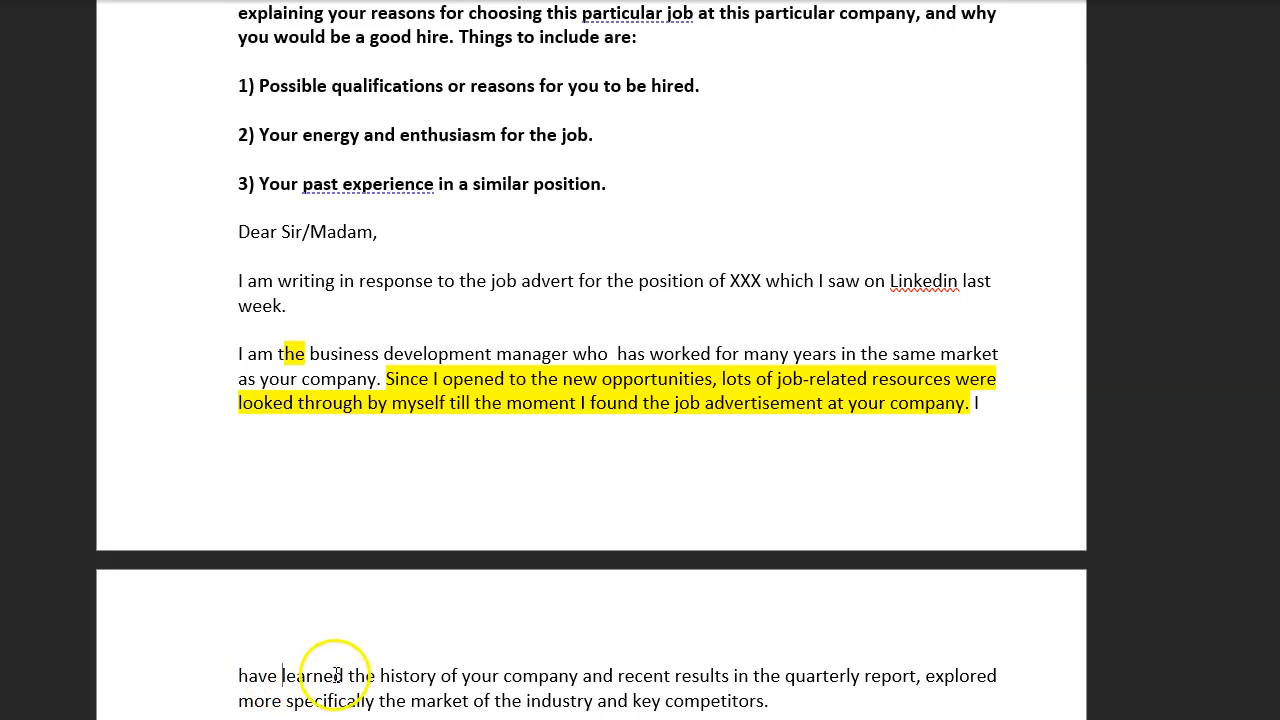 explaining your reasons for choosing this particular job at this particular company, and why
you would be a good hire. Things to include are:
1) Possible qualifications or reasons for you to be hired.
2) Your energy and enthusiasm for the job.
3) Your past experience in a similar position.
Dear Sir/Madam,
I am writing in response to the job advert for the position of XXX which I saw on Linkedin last
week.
I am the business development manager who  has worked for many years in the same market
as your company. Since I opened to the new opportunities, lots of job-related resources were
looked through by myself till the moment I found the job advertisement at your company. I
have learned the history of your company and recent results in the quarterly report, explored
more specifically the market of the industry and key competitors.